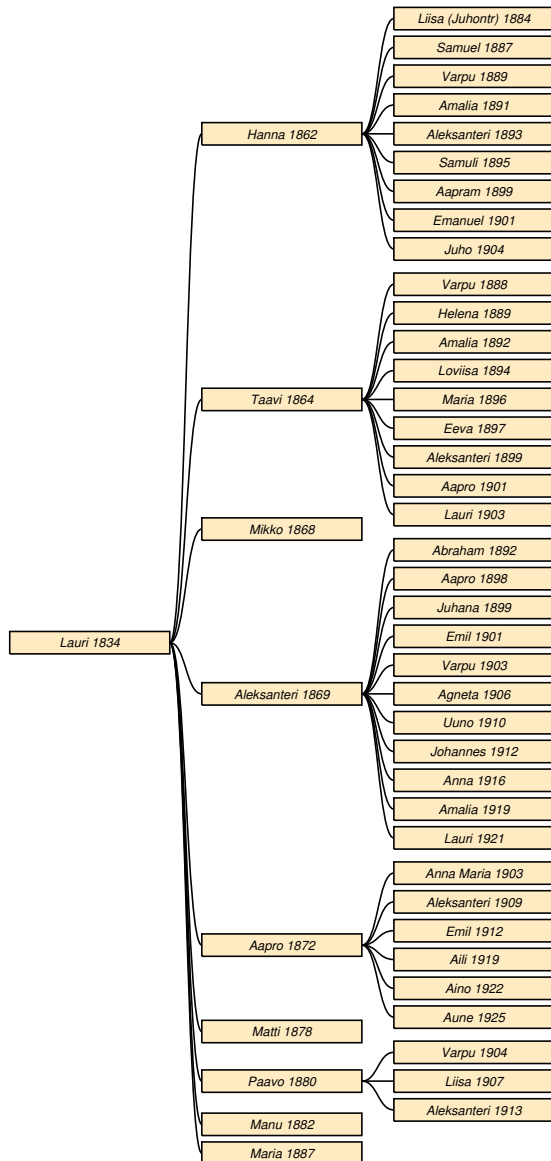 Lauri 1834
Hanna 1862
Liisa (Juhontr) 1884
Samuel 1887
Varpu 1889
Amalia 1891
Aleksanteri 1893
Samuli 1895
Aapram 1899
Emanuel 1901
Juho 1904
Taavi 1864
Varpu 1888
Helena 1889
Amalia 1892
Loviisa 1894
Maria 1896
Eeva 1897
Aleksanteri 1899
Aapro 1901
Lauri 1903
Mikko 1868
Aleksanteri 1869
Abraham 1892
Aapro 1898
Juhana 1899
Emil 1901
Varpu 1903
Agneta 1906
Uuno 1910
Johannes 1912
Anna 1916
Amalia 1919
Lauri 1921
Aapro 1872
Anna Maria 1903
Aleksanteri 1909
Emil 1912
Aili 1919
Aino 1922
Aune 1925
Matti 1878
Paavo 1880
Varpu 1904
Liisa 1907
Aleksanteri 1913
Manu 1882
Maria 1887